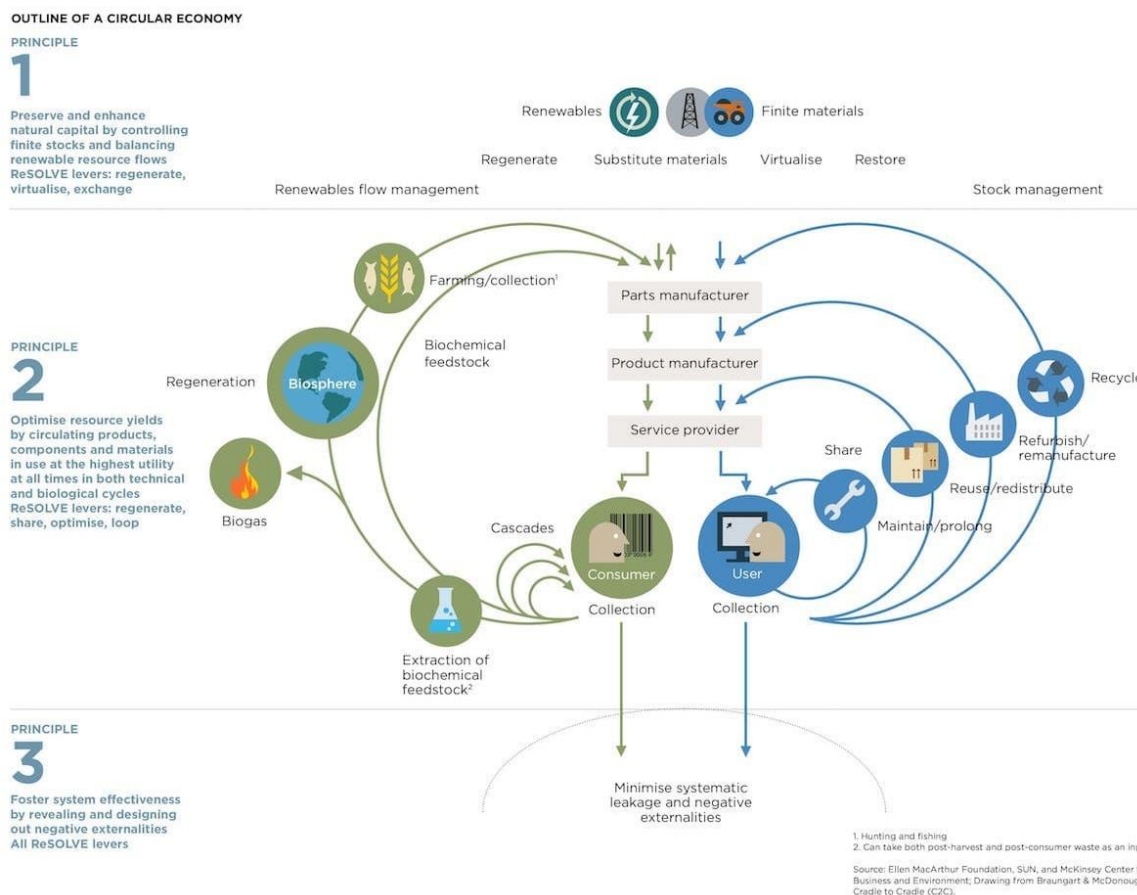 OUTLINE OF A CIRCULAR ECONOMY
PRINCIPLE
1
Preserve and enhance
natural capital by controlling
finite stocks and balancing
renewable resource flows
ReSOLVE levers: regenerate,
virtualise, exchange
Renewables
Finite materials
Regenerate
Substitute materials
Virtualise
Restore
Renewables flow management
Stock management
PRINCIPLE
2
Optimise resource yields
by circulating products,
components and materials
in use at the highest utility
at all times in both technical
and biological cycles
ReSOLVE levers: regenerate,
share, optimise, loop
Farming/collection¹
Biochemical
feedstock
Regeneration
Biosphere
Biogas
Cascades
Extraction of
biochemical
feedstock²
Parts manufacturer
Product manufacturer
Service provider
Consumer
Collection
User
Collection
Share
Maintain/prolong
Reuse/redistribute
Refurbish/
remanufacture
Recycle
PRINCIPLE
3
Foster system effectiveness
by revealing and designing
out negative externalities
All ReSOLVE levers
Minimise systematic
leakage and negative
externalities
1. Hunting and fishing
2. Can take both post-harvest and post-consumer waste as an
Source: Ellen MacArthur Foundation, SUN, and McKinsey Center
Business and Environment; Drawing from Braungart &
Cradle to Cradle (C2C).